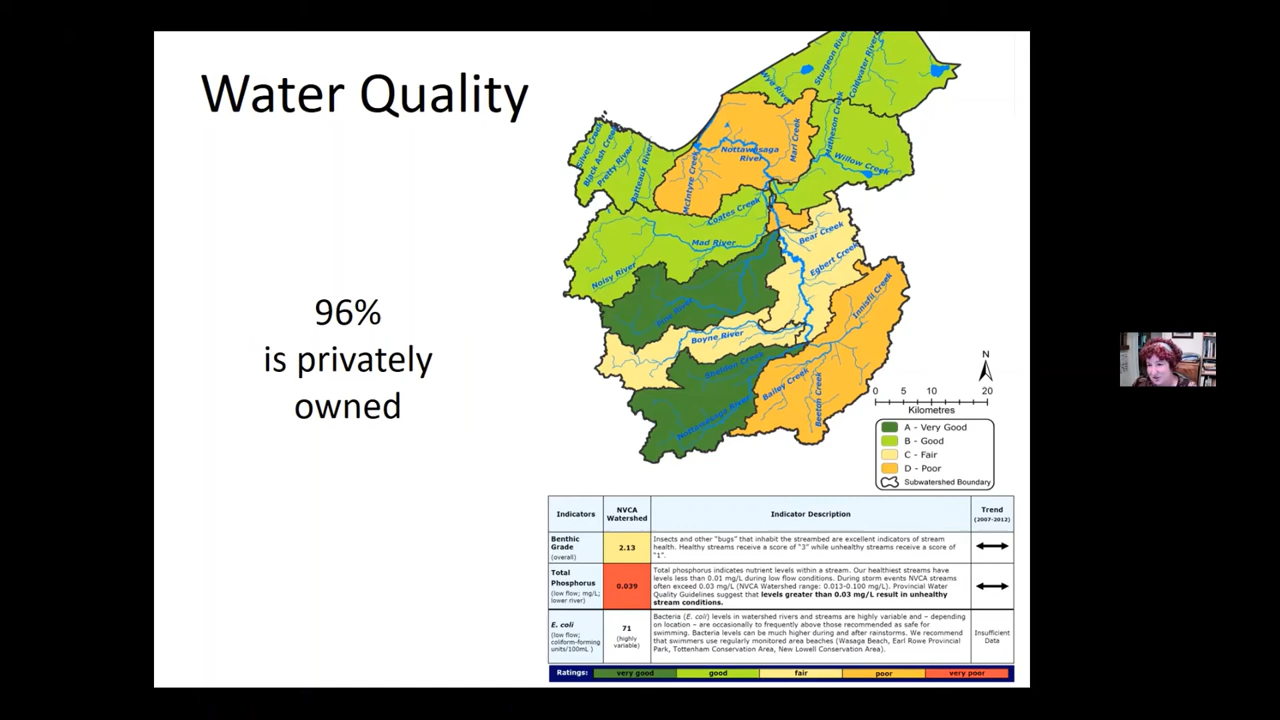 Water Quality
96%
is privately
owned
Wye River
Sturgeon River
Coldwater River
Silver Creek
Black Ash Creek
Pretty River
Batteaux River
McIntyre Creek
Nottawasaga
River
Marl Creek
Matheson Creek
Willow Creek
Coates Creek
Mad River
Noisy River
Bear Creek
Egbert Creek
Pine River
Boyne River
Innisfil Creek
Sheldon Creek
Bailey Creek
Beeton Creek
Nottawasaga River
N
0 5 10 20
Kilometres
A - Very Good
B - Good
C - Fair
D - Poor
Subwatershed Boundary
Indicators NVCA Watershed Indicator Description Trend (2007-2012)
Benthic
Grade
(overall)
2.13
Insects and other "bugs" that inhabit the streambed are excellent indicators of stream
health. Healthy streams receive a score of "3" while unhealthy streams receive a score of
"1".
Total
Phosphorus
(low flow; mg/L;
lower river)
0.039
Total phosphorus indicates nutrient levels within a stream. Our healthiest streams have
levels less than 0.01 mg/L during low flow conditions. During storm events NVCA streams
often exceed 0.03 mg/L (NVCA Watershed range: 0.013-0.100 mg/L). Provincial Water
Quality Guidelines suggest that levels greater than 0.03 mg/L result in unhealthy
stream conditions.
E. coli
(low flow;
coliform-forming
units/100mL )
71
(highly
variable)
Bacteria (E. coli) levels in watershed rivers and streams are highly variable and – depending
on location – are occasionally to frequently above those recommended as safe for
swimming. Bacteria levels can be much higher during and after rainstorms. We recommend
that swimmers use regularly monitored area beaches (Wasaga Beach, Earl Rowe Provincial
Park, Tottenham Conservation Area, New Lowell Conservation Area).
Insufficient
Data
Ratings: very good good fair poor very poor